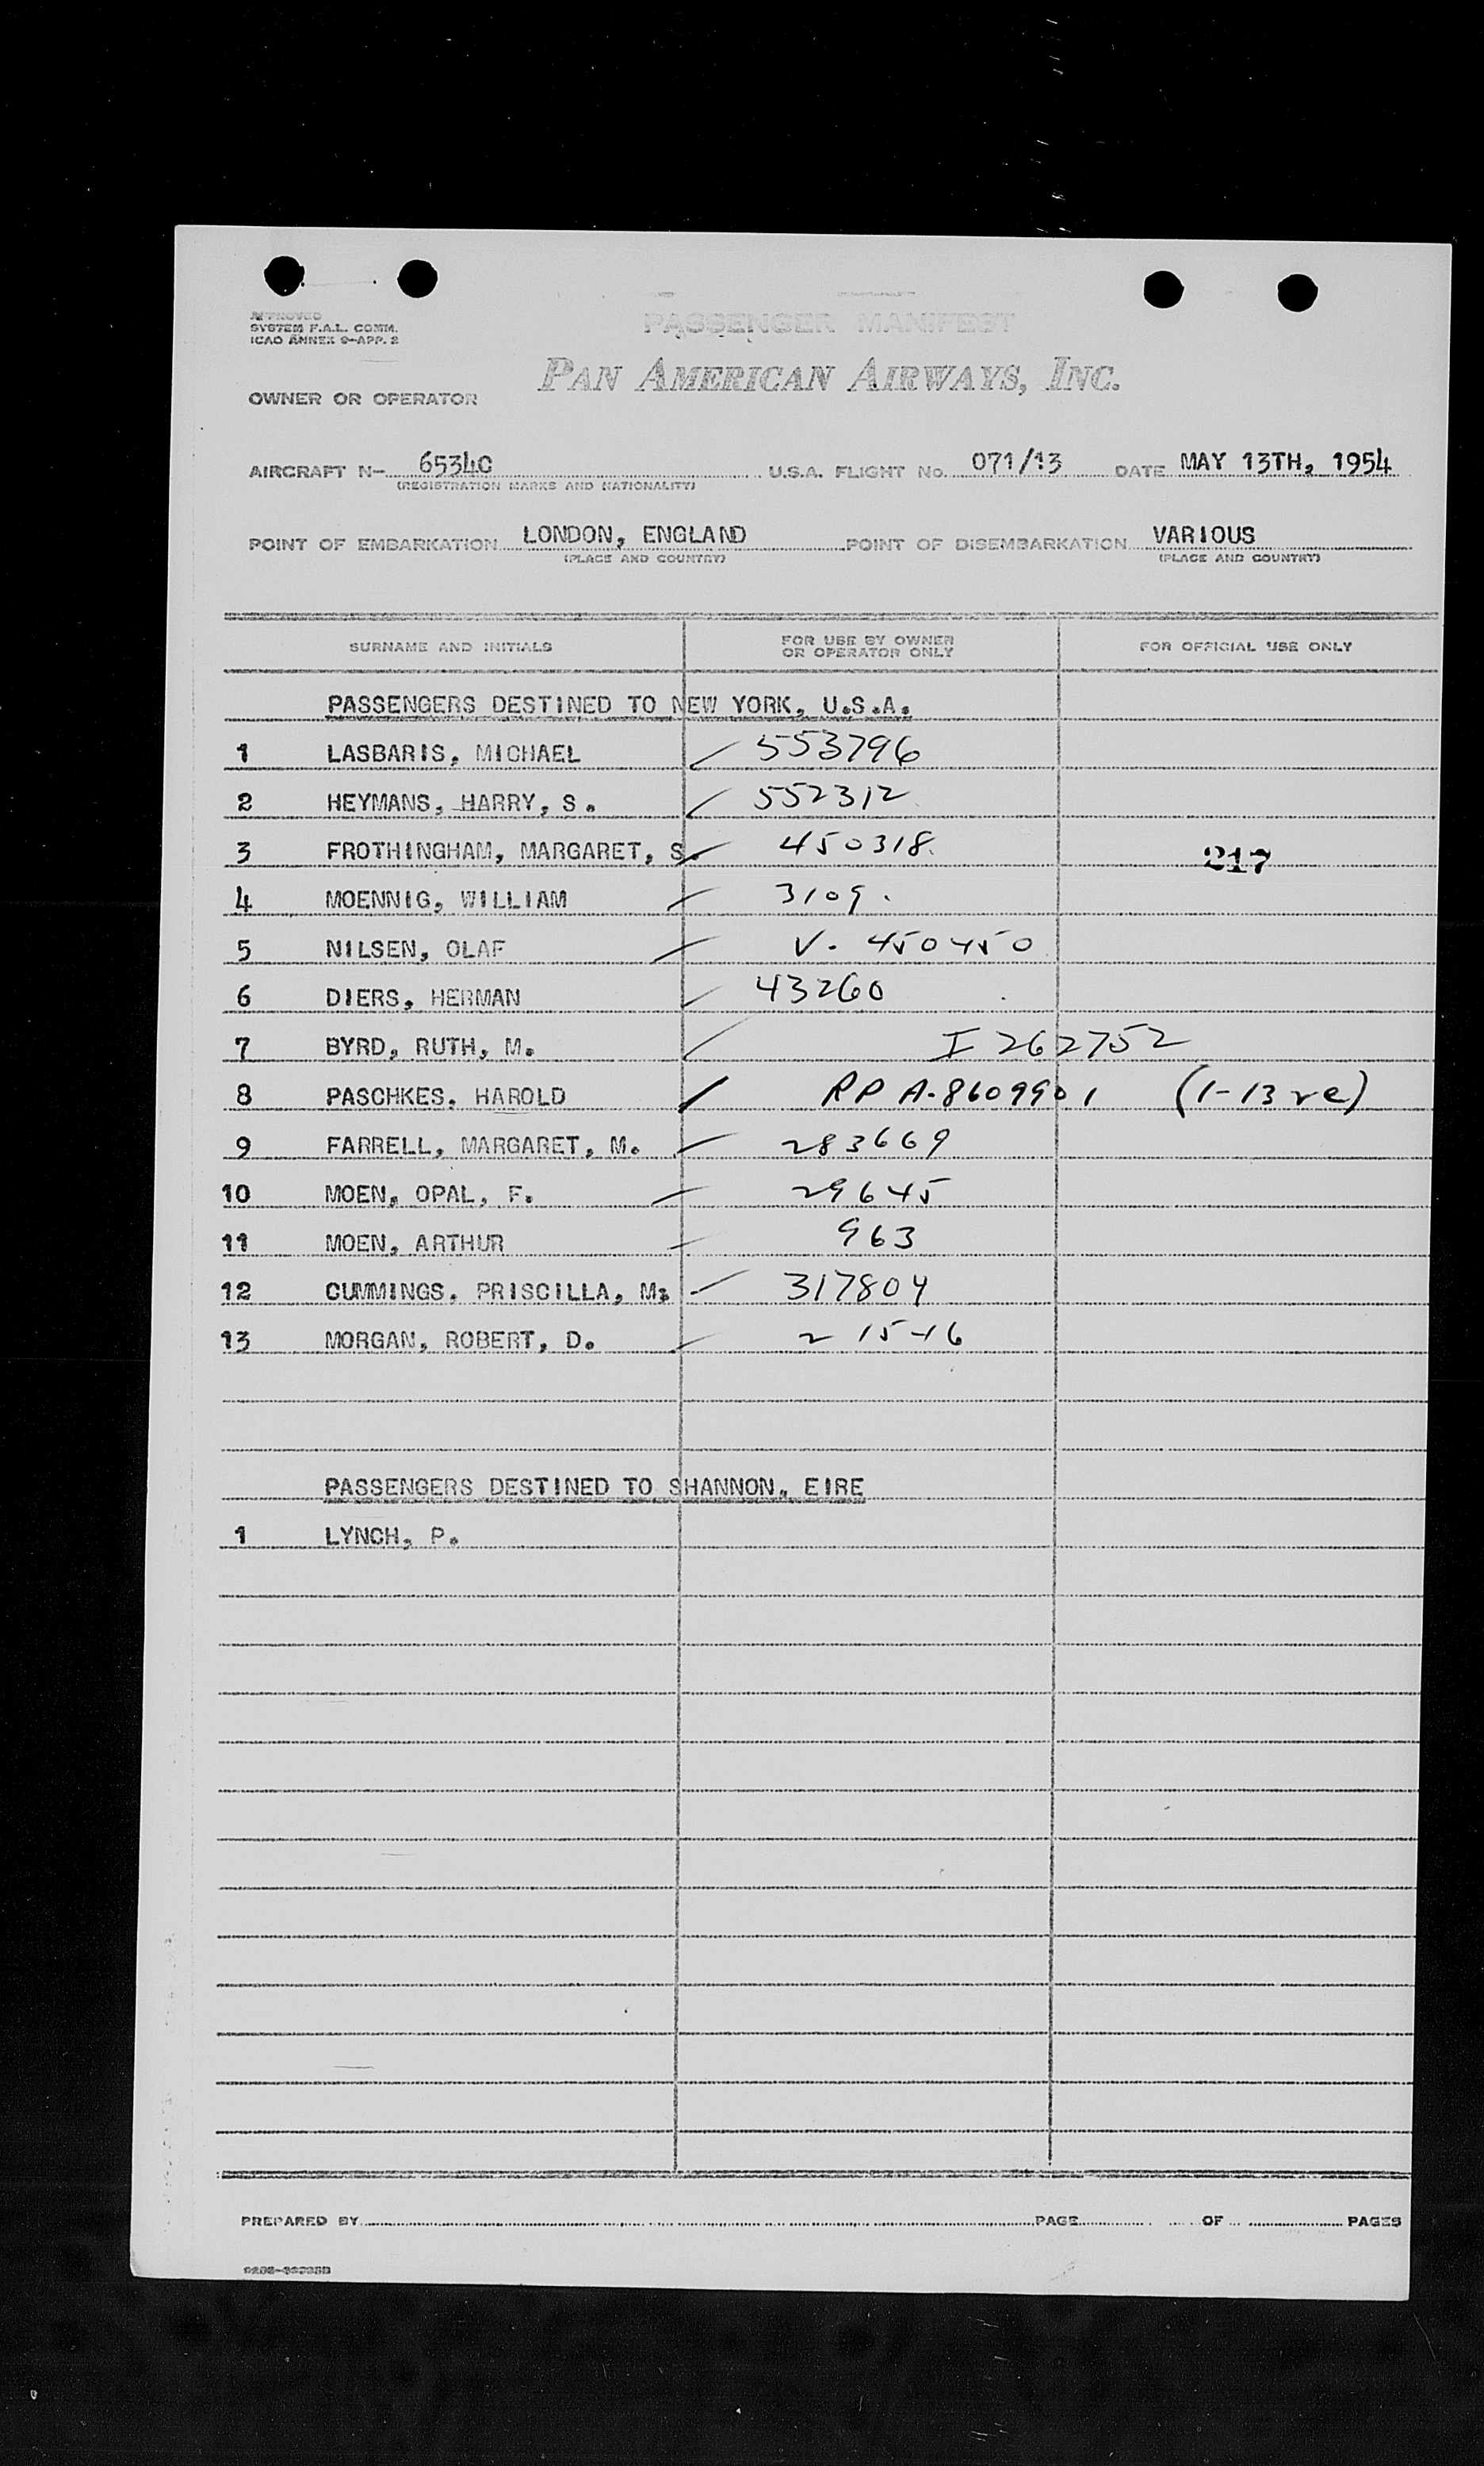 APPROVED
SYSTEM F.A.L. COMM.
ICAO ANNEX 9-APP. 2
PASSENGER MANIFEST
PAN AMERICAN AIRWAYS, INC.
OWNER OR OPERATOR
AIRCRAFT N- 65340 U.S.A. FLIGHT No. 071/13 DATE MAY 13TH, 1954
(REGISTRATION MARKS AND NATIONALITY)
POINT OF EMBARKATION LONDON, ENGLAND POINT OF DISEMBARKATION VARIOUS
(PLACE AND COUNTRY) (PLACE AND COUNTRY)
SURNAME AND INITIALS FOR USE BY OWNER OR OPERATOR ONLY FOR OFFICIAL USE ONLY
PASSENGERS DESTINED TO NEW YORK, U.S.A.
1 LASBARIS, MICHAEL 553796
2 HEYMANS, HARRY, S. 552312
3 FROTHINGHAM, MARGARET, S. 450318. 217
4 MOENNIG, WILLIAM 3109.
5 NILSEN, OLAF V. 450450
6 DIERS, HERMAN 43260
7 BYRD, RUTH, M. I 262752
8 PASCHKES, HAROLD RP A-8609901 (1-13 re)
9 FARRELL, MARGARET, M. 283669
10 MOEN, OPAL, F. 29645
11 MOEN, ARTHUR 963
12 CUMMINGS, PRISCILLA, M. 317804
13 MORGAN, ROBERT, D. 21546
PASSENGERS DESTINED TO SHANNON, EIRE
1 LYNCH, P.
PREPARED BY PAGE OF PAGES